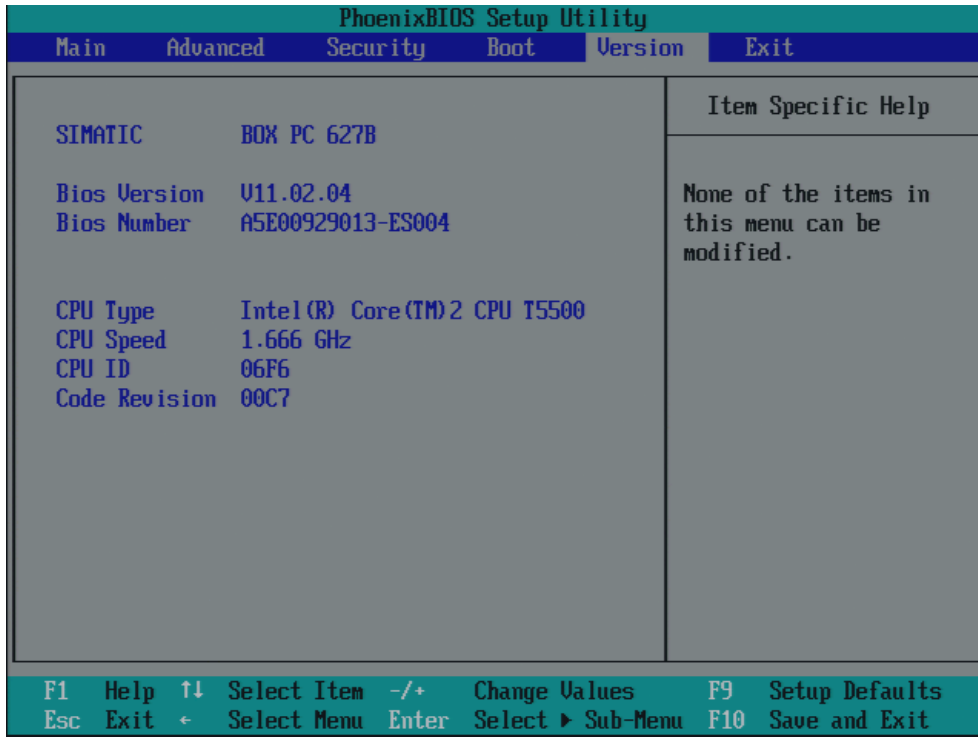 PhoenixBIOS Setup Utility
Main Advanced Security Boot Version Exit
Item Specific Help
SIMATIC BOX PC 627B
Bios Version V11.02.04
Bios Number A5E00929013-ES004
None of the items in
this menu can be
modified.
CPU Type Intel(R) Core(TM)2 CPU T5500
CPU Speed 1.666 GHz
CPU ID 06F6
Code Revision 00C7
F1 Help ↑↓ Select Item -/+ Change Values F9 Setup Defaults
Esc Exit ← Select Menu Enter Select ▶ Sub-Menu F10 Save and Exit